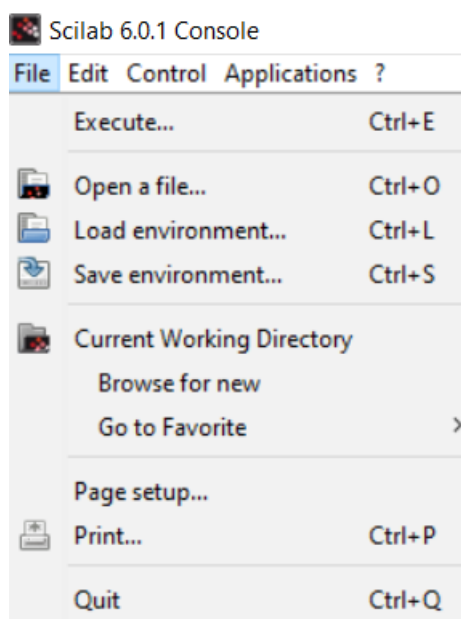 Scilab 6.0.1 Console
File Edit Control Applications ?
Execute... Ctrl+E
Open a file... Ctrl+O
Load environment... Ctrl+L
Save environment... Ctrl+S
Current Working Directory
Browse for new
Go to Favorite
Page setup...
Print... Ctrl+P
Quit Ctrl+Q